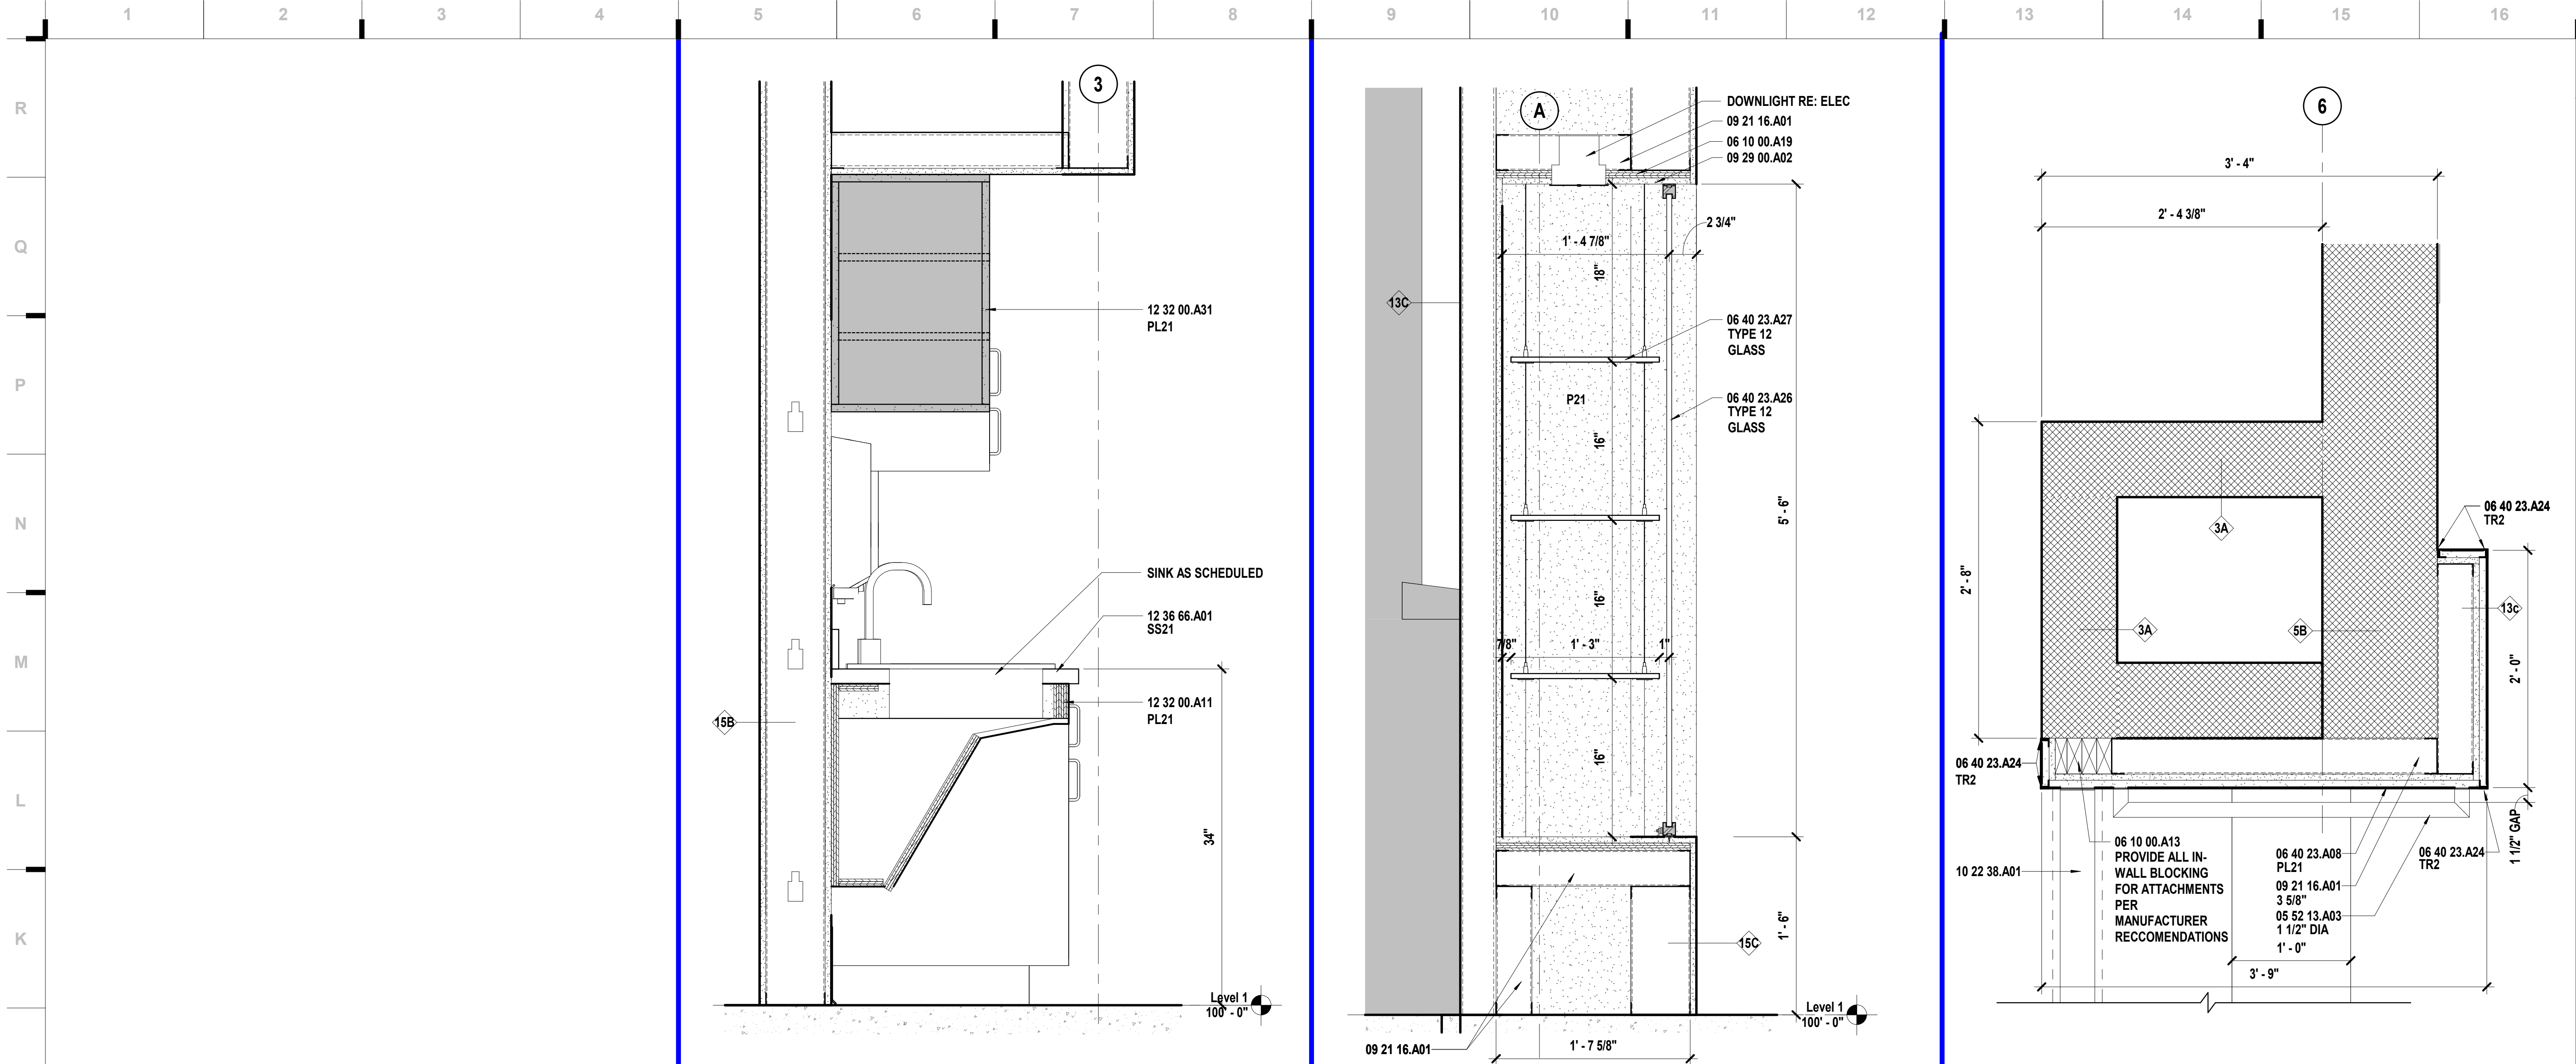 1 2 3 4 5 6 7 8 9 10 11 12 13 14 15 16
R
Q
P
N
M
L
K
3
12 32 00.A31
PL21
SINK AS SCHEDULED
12 36 66.A01
SS21
12 32 00.A11
PL21
15B
34"
Level 1
100' - 0"
A
DOWNLIGHT RE: ELEC
09 21 16.A01
06 10 00.A19
09 29 00.A02
2 3/4"
1' - 4 7/8"
18"
13C
06 40 23.A27
TYPE 12
GLASS
P21
06 40 23.A26
TYPE 12
GLASS
16"
5' - 6"
16"
7/8"
1' - 3"
1"
16"
15C
1' - 6"
Level 1
100' - 0"
09 21 16.A01
1' - 7 5/8"
6
3' - 4"
2' - 4 3/8"
06 40 23.A24
TR2
3A
2' - 8"
13c
3A
5B
2' - 0"
06 40 23.A24
TR2
1 1/2" GAP
06 10 00.A13
PROVIDE ALL IN-
WALL BLOCKING
FOR ATTACHMENTS
PER
MANUFACTURER
RECCOMENDATIONS
10 22 38.A01
06 40 23.A08
PL21
09 21 16.A01
3 5/8"
05 52 13.A03
1 1/2" DIA
06 40 23.A24
TR2
1' - 0"
3' - 9"